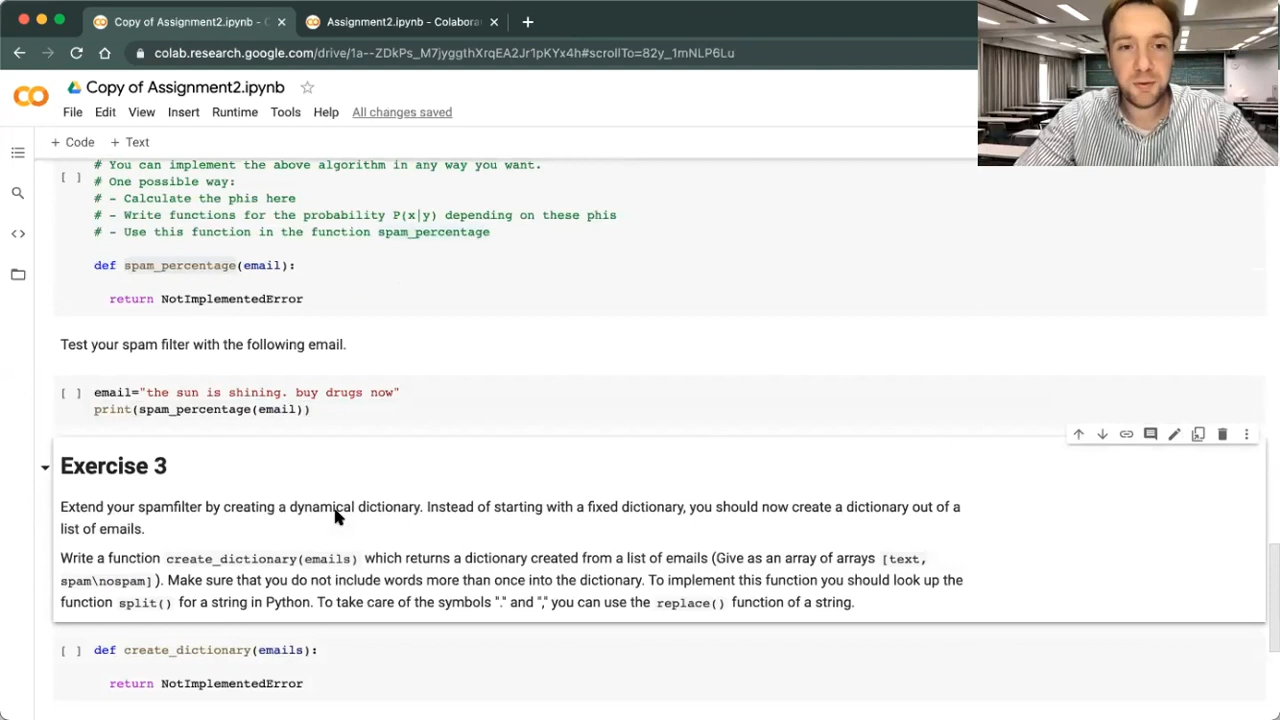 Copy of Assignment2.ipynb - C
Assignment2.ipynb - Colabora
colab.research.google.com/drive/1a--ZDkPs_M7jyggthXrqEA2Jr1pKYx4h#scrollTo=82y_1mNLP6Lu
Copy of Assignment2.ipynb
File Edit View Insert Runtime Tools Help All changes saved
+ Code + Text
# You can implement the above algorithm in any way you want.
[ ] # One possible way:
# - Calculate the phis here
# - Write functions for the probability P(x|y) depending on these phis
# - Use this function in the function spam_percentage
def spam_percentage(email):
return NotImplementedError
Test your spam filter with the following email.
[ ] email="the sun is shining. buy drugs now"
print(spam_percentage(email))
Exercise 3
Extend your spamfilter by creating a dynamical dictionary. Instead of starting with a fixed dictionary, you should now create a dictionary out of a
list of emails.
Write a function create_dictionary(emails) which returns a dictionary created from a list of emails (Give as an array of arrays [text,
spam\nospam] ). Make sure that you do not include words more than once into the dictionary. To implement this function you should look up the
function split() for a string in Python. To take care of the symbols "." and "," you can use the replace() function of a string.
[ ] def create_dictionary(emails):
return NotImplementedError